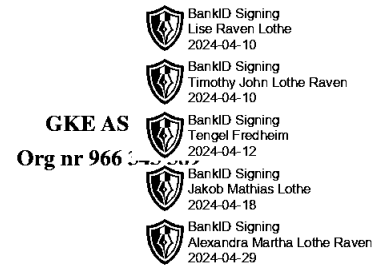 BankID Signing
Lise Raven Lothe
2024-04-10
BankID Signing
Timothy John Lothe Raven
2024-04-10
GKE AS
BankID Signing
Tengel Fredheim
2024-04-12
Org nr 966
BankID Signing
Jakob Mathias Lothe
2024-04-18
BankID Signing
Alexandra Martha Lothe Raven
2024-04-29